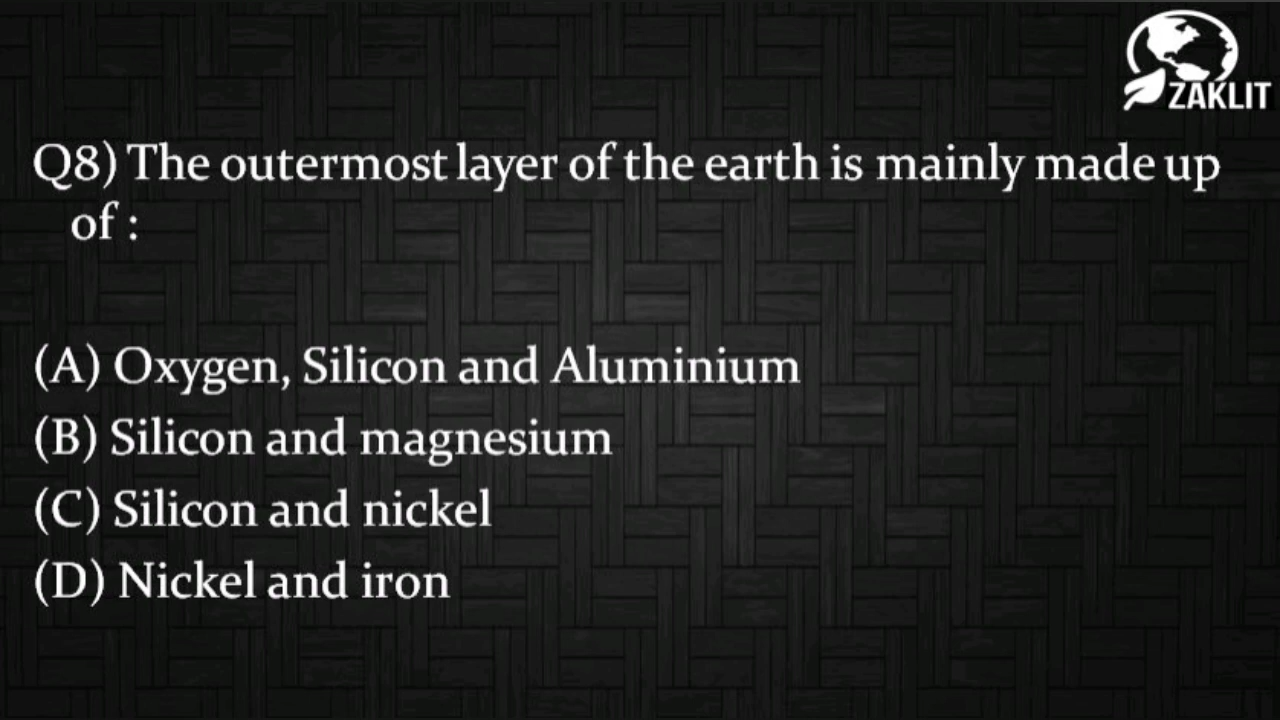 ZAKLIT
Q8) The outermost layer of the earth is mainly made up
of :
(A) Oxygen, Silicon and Aluminium
(B) Silicon and magnesium
(C) Silicon and nickel
(D) Nickel and iron